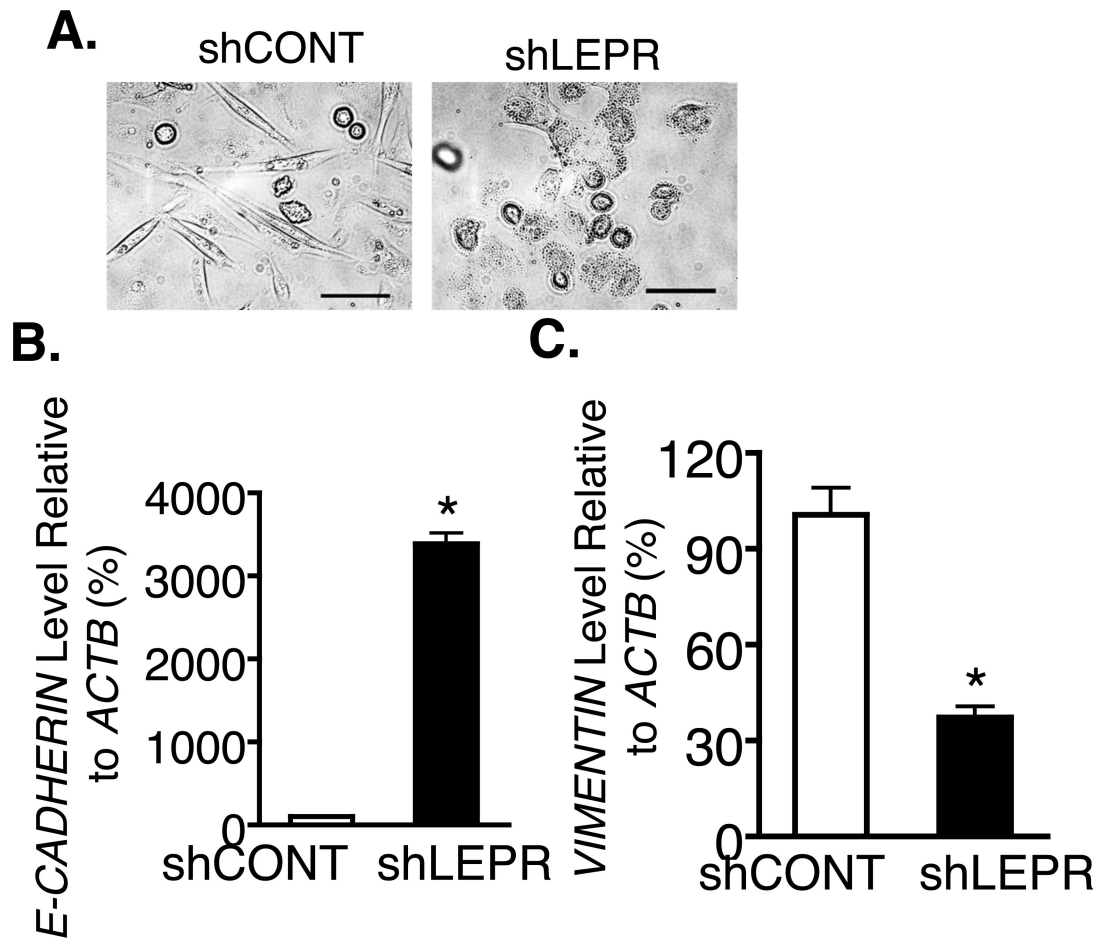 A.
shCONT
shLEPR
B.
E-CADHERIN Level Relative
to ACTB (%)
4000
3000
2000
1000
0
*
shCONT
shLEPR
C.
VIMENTIN Level Relative
to ACTB (%)
120
90
60
30
0
*
shCONT
shLEPR